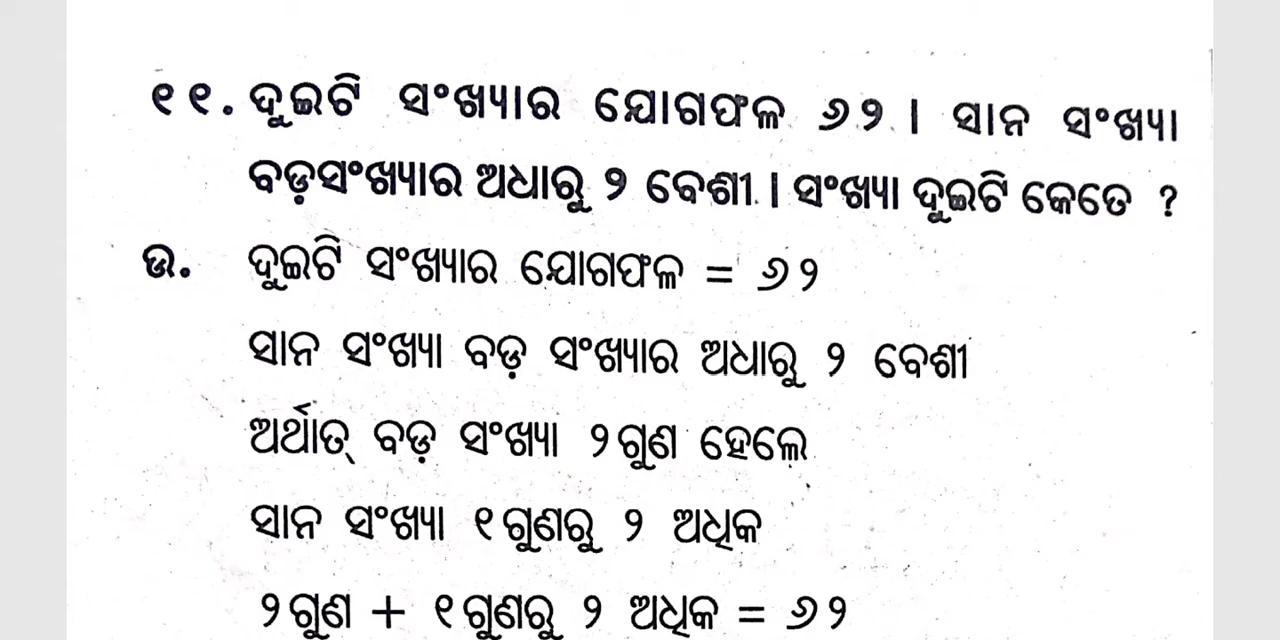 ୧୧. ଦୁଇଟି ସଂଖ୍ୟାର ଯୋଗଫଳ ୬୨ । ସାନ ସଂଖ୍ୟା
ବଡ଼ସଂଖ୍ୟାର ଅଧାରୁ ୨ ବେଶୀ । ସଂଖ୍ୟା ଦୁଇଟି କେତେ ?
ଉ. ଦୁଇଟି ସଂଖ୍ୟାର ଯୋଗଫଳ = ୬୨
ସାନ ସଂଖ୍ୟା ବଡ଼ ସଂଖ୍ୟାର ଅଧାରୁ ୨ ବେଶୀ
ଅର୍ଥାତ୍ ବଡ଼ ସଂଖ୍ୟା ୨ଗୁଣ ହେଲେ
ସାନ ସଂଖ୍ୟା ୧ଗୁଣରୁ ୨ ଅଧିକ
୨ଗୁଣ + ୧ଗୁଣରୁ ୨ ଅଧିକ = ୬୨